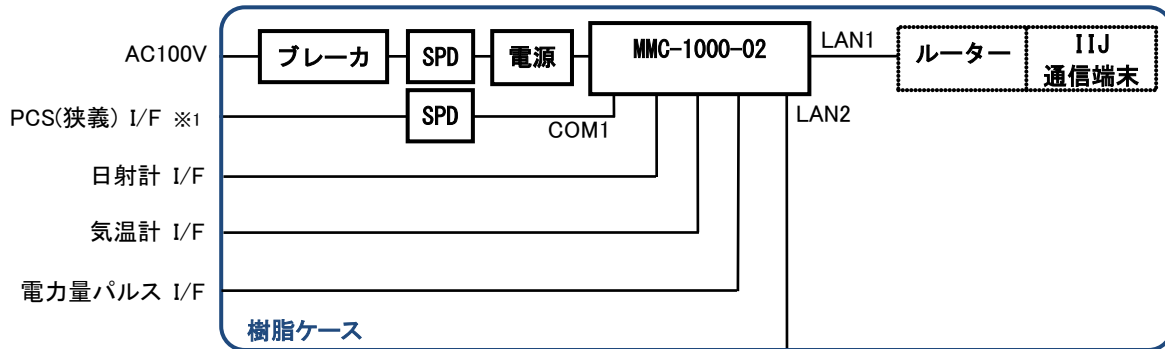 AC100V
ブレーカ
SPD
電源
MMC-1000-02
LAN1
ルーター
IIJ
通信端末
PCS(狭義) I/F ※1
SPD
COM1
LAN2
日射計 I/F
気温計 I/F
電力量パルス I/F
樹脂ケース